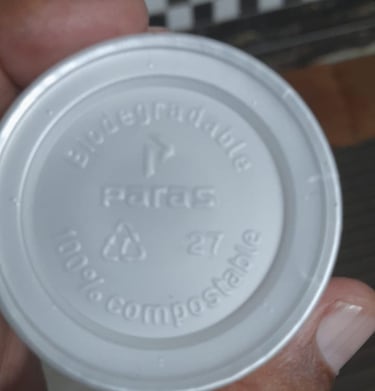 Biodegradable
Paras
27
100% compostable